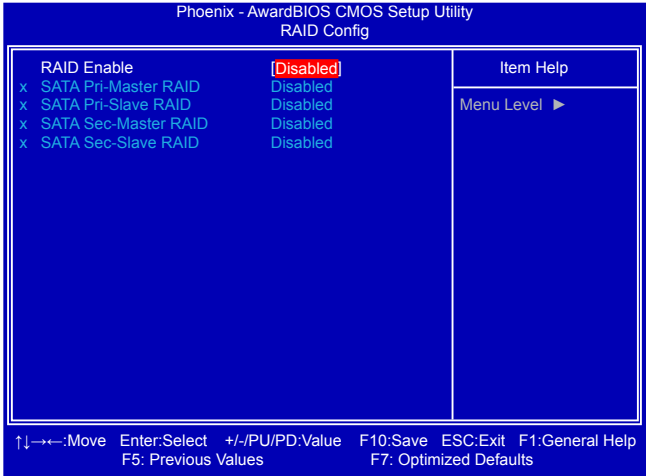 Phoenix - AwardBIOS CMOS Setup Utility
RAID Config
RAID Enable [Disabled]
x SATA Pri-Master RAID Disabled
x SATA Pri-Slave RAID Disabled
x SATA Sec-Master RAID Disabled
x SATA Sec-Slave RAID Disabled
Item Help
Menu Level ►
↑↓→←:Move Enter:Select +/-/PU/PD:Value F10:Save ESC:Exit F1:General Help
F5: Previous Values F7: Optimized Defaults